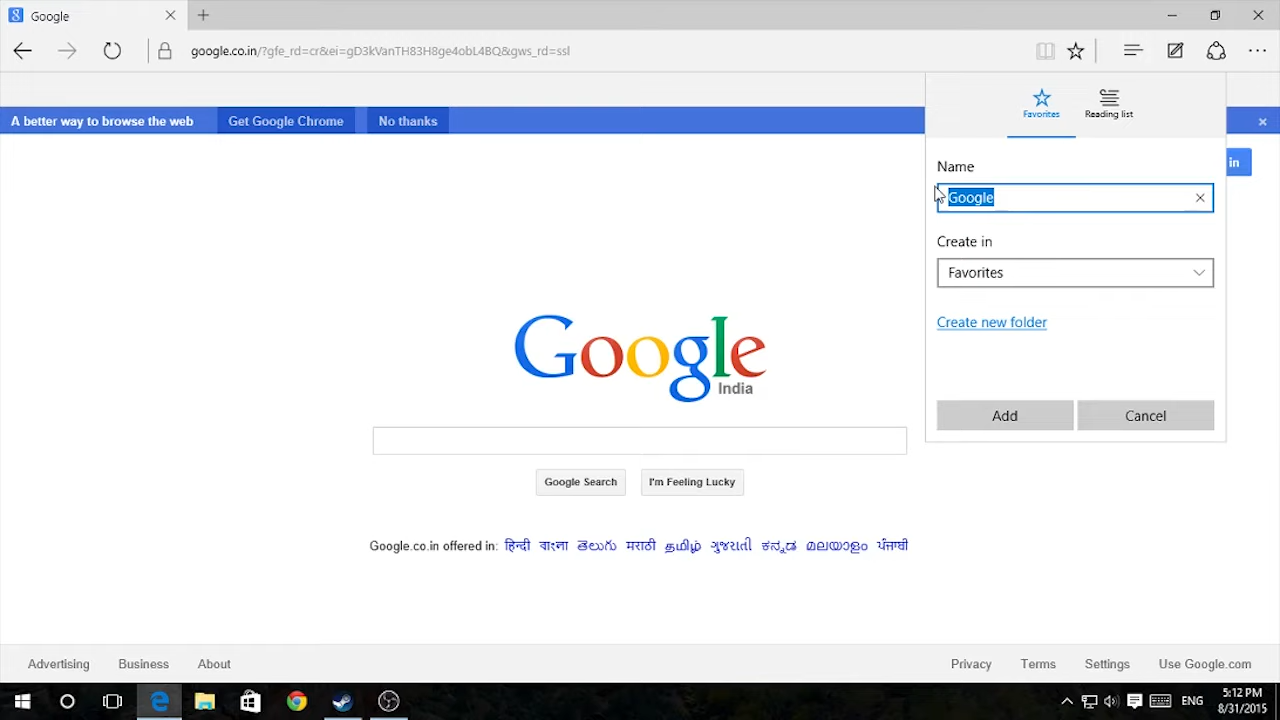 Google
google.co.in/?gfe_rd=cr&ei=gD3kVanTH83H8ge4obL4BQ&gws_rd=ssl
A better way to browse the web
Get Google Chrome
No thanks
in
Favorites
Reading list
Name
Google
Create in
Favorites
Create new folder
Add
Cancel
Google
India
Google Search
I'm Feeling Lucky
Google.co.in offered in: हिन्दी বাংলা తెలుగు मराठी தமிழ் ગુજરાતી ಕನ್ನಡ മലയാളം ਪੰਜਾਬੀ
Advertising
Business
About
Privacy
Terms
Settings
Use Google.com
ENG
5:12 PM
8/31/2015